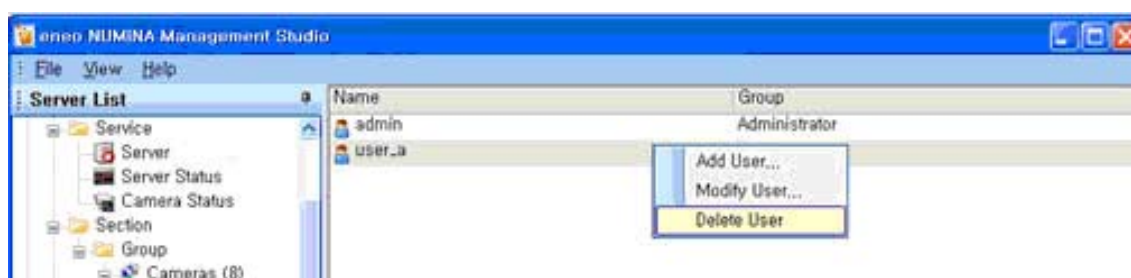 eneo NUMINA Management Studio
File View Help
Server List
Service
Server
Server Status
Camera Status
Section
Group
Cameras (8)
Name Group
admin Administrator
user_a
Add User...
Modify User...
Delete User